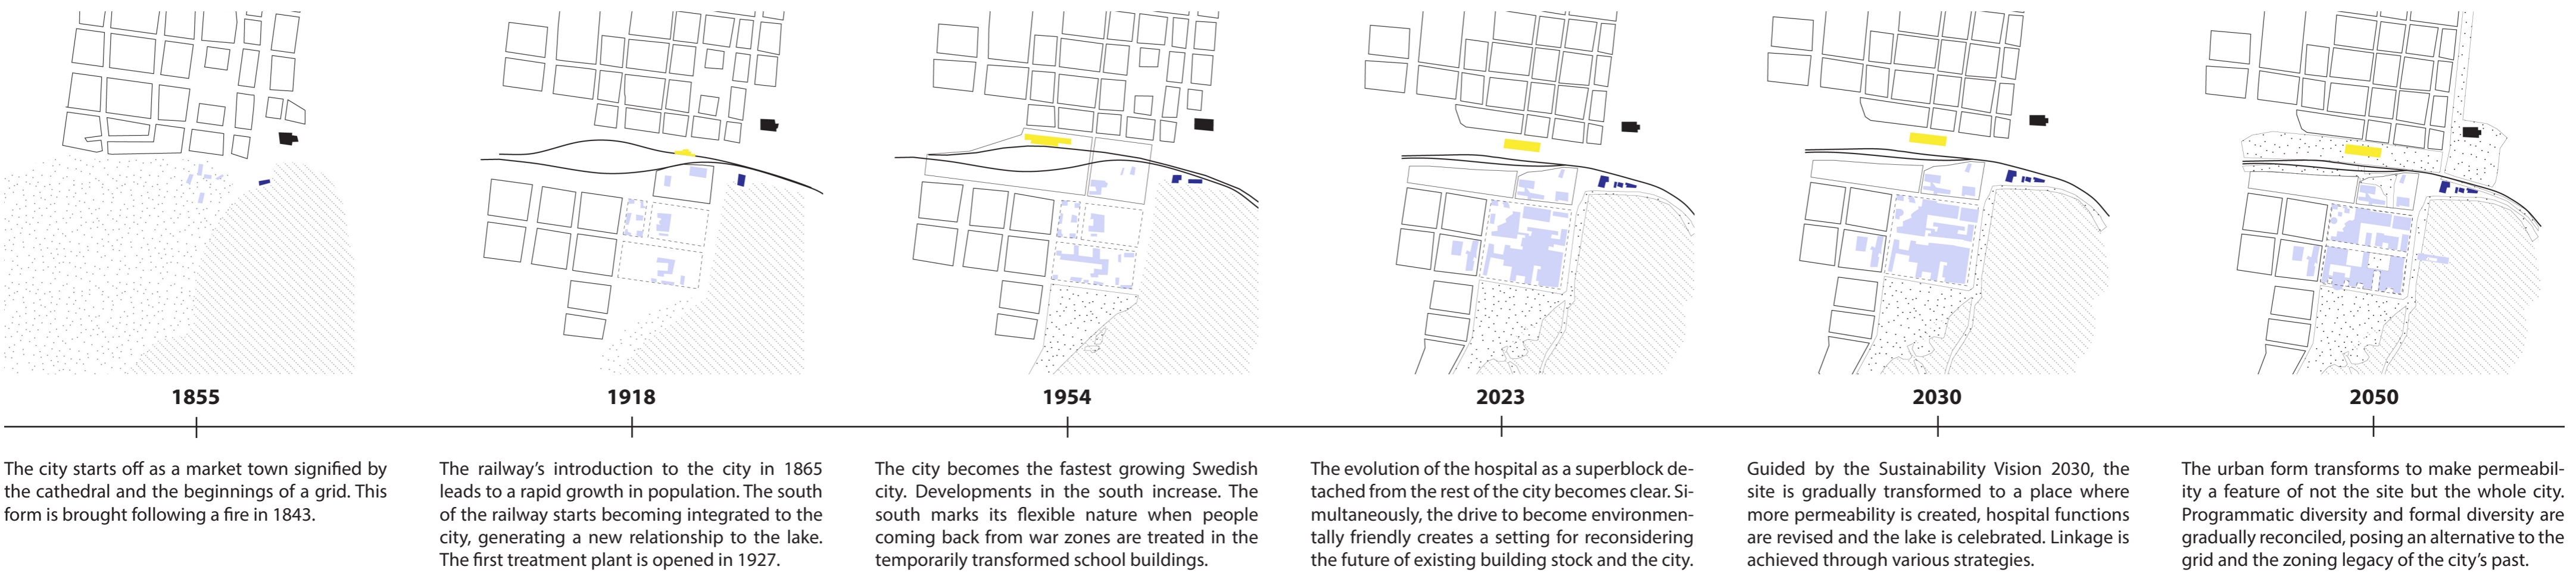 1855
The city starts off as a market town signified by
the cathedral and the beginnings of a grid. This
form is brought following a fire in 1843.
1918
The railway's introduction to the city in 1865
leads to a rapid growth in population. The south
of the railway starts becoming integrated to the
city, generating a new relationship to the lake.
The first treatment plant is opened in 1927.
1954
The city becomes the fastest growing Swedish
city. Developments in the south increase. The
south marks its flexible nature when people
coming back from war zones are treated in the
temporarily transformed school buildings.
2023
The evolution of the hospital as a superblock de-
tached from the rest of the city becomes clear. Si-
multaneously, the drive to become environmen-
tally friendly creates a setting for reconsidering
the future of existing building stock and the city.
2030
Guided by the Sustainability Vision 2030, the
site is gradually transformed to a place where
more permeability is created, hospital functions
are revised and the lake is celebrated. Linkage is
achieved through various strategies.
2050
The urban form transforms to make permeabil-
ity a feature of not the site but the whole city.
Programmatic diversity and formal diversity are
gradually reconciled, posing an alternative to the
grid and the zoning legacy of the city's past.